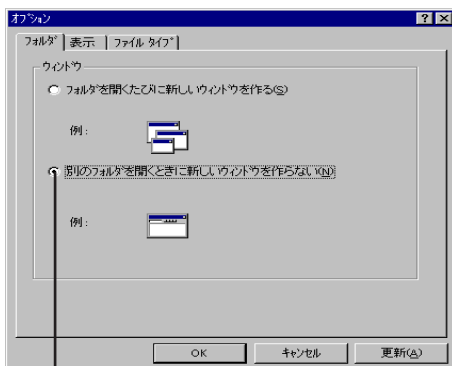 オプション
フォルダ 表示 ファイル タイプ
ウィンドウ
フォルダを開くたびに新しいウィンドウを作る(S)
例:
別のフォルダを開くときに新しいウィンドウを作らない(N)
例:
OK キャンセル 更新(A)